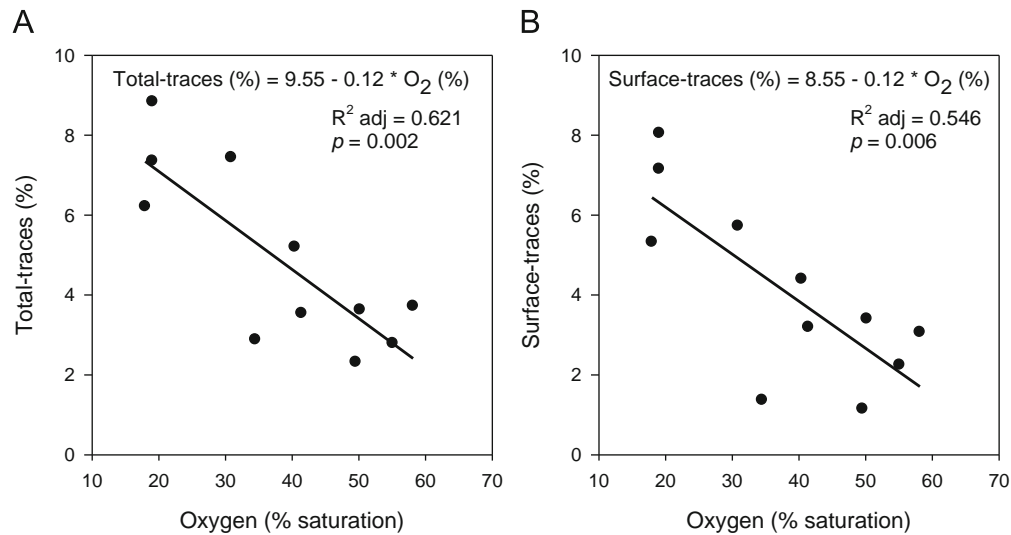 A
Total-traces (%) = 9.55 - 0.12 * O2 (%)
R2 adj = 0.621
p = 0.002
Total-traces (%)
10
8
6
4
2
0
10 20 30 40 50 60 70
Oxygen (% saturation)
B
Surface-traces (%) = 8.55 - 0.12 * O2 (%)
R2 adj = 0.546
p = 0.006
Surface-traces (%)
10
8
6
4
2
0
10 20 30 40 50 60 70
Oxygen (% saturation)